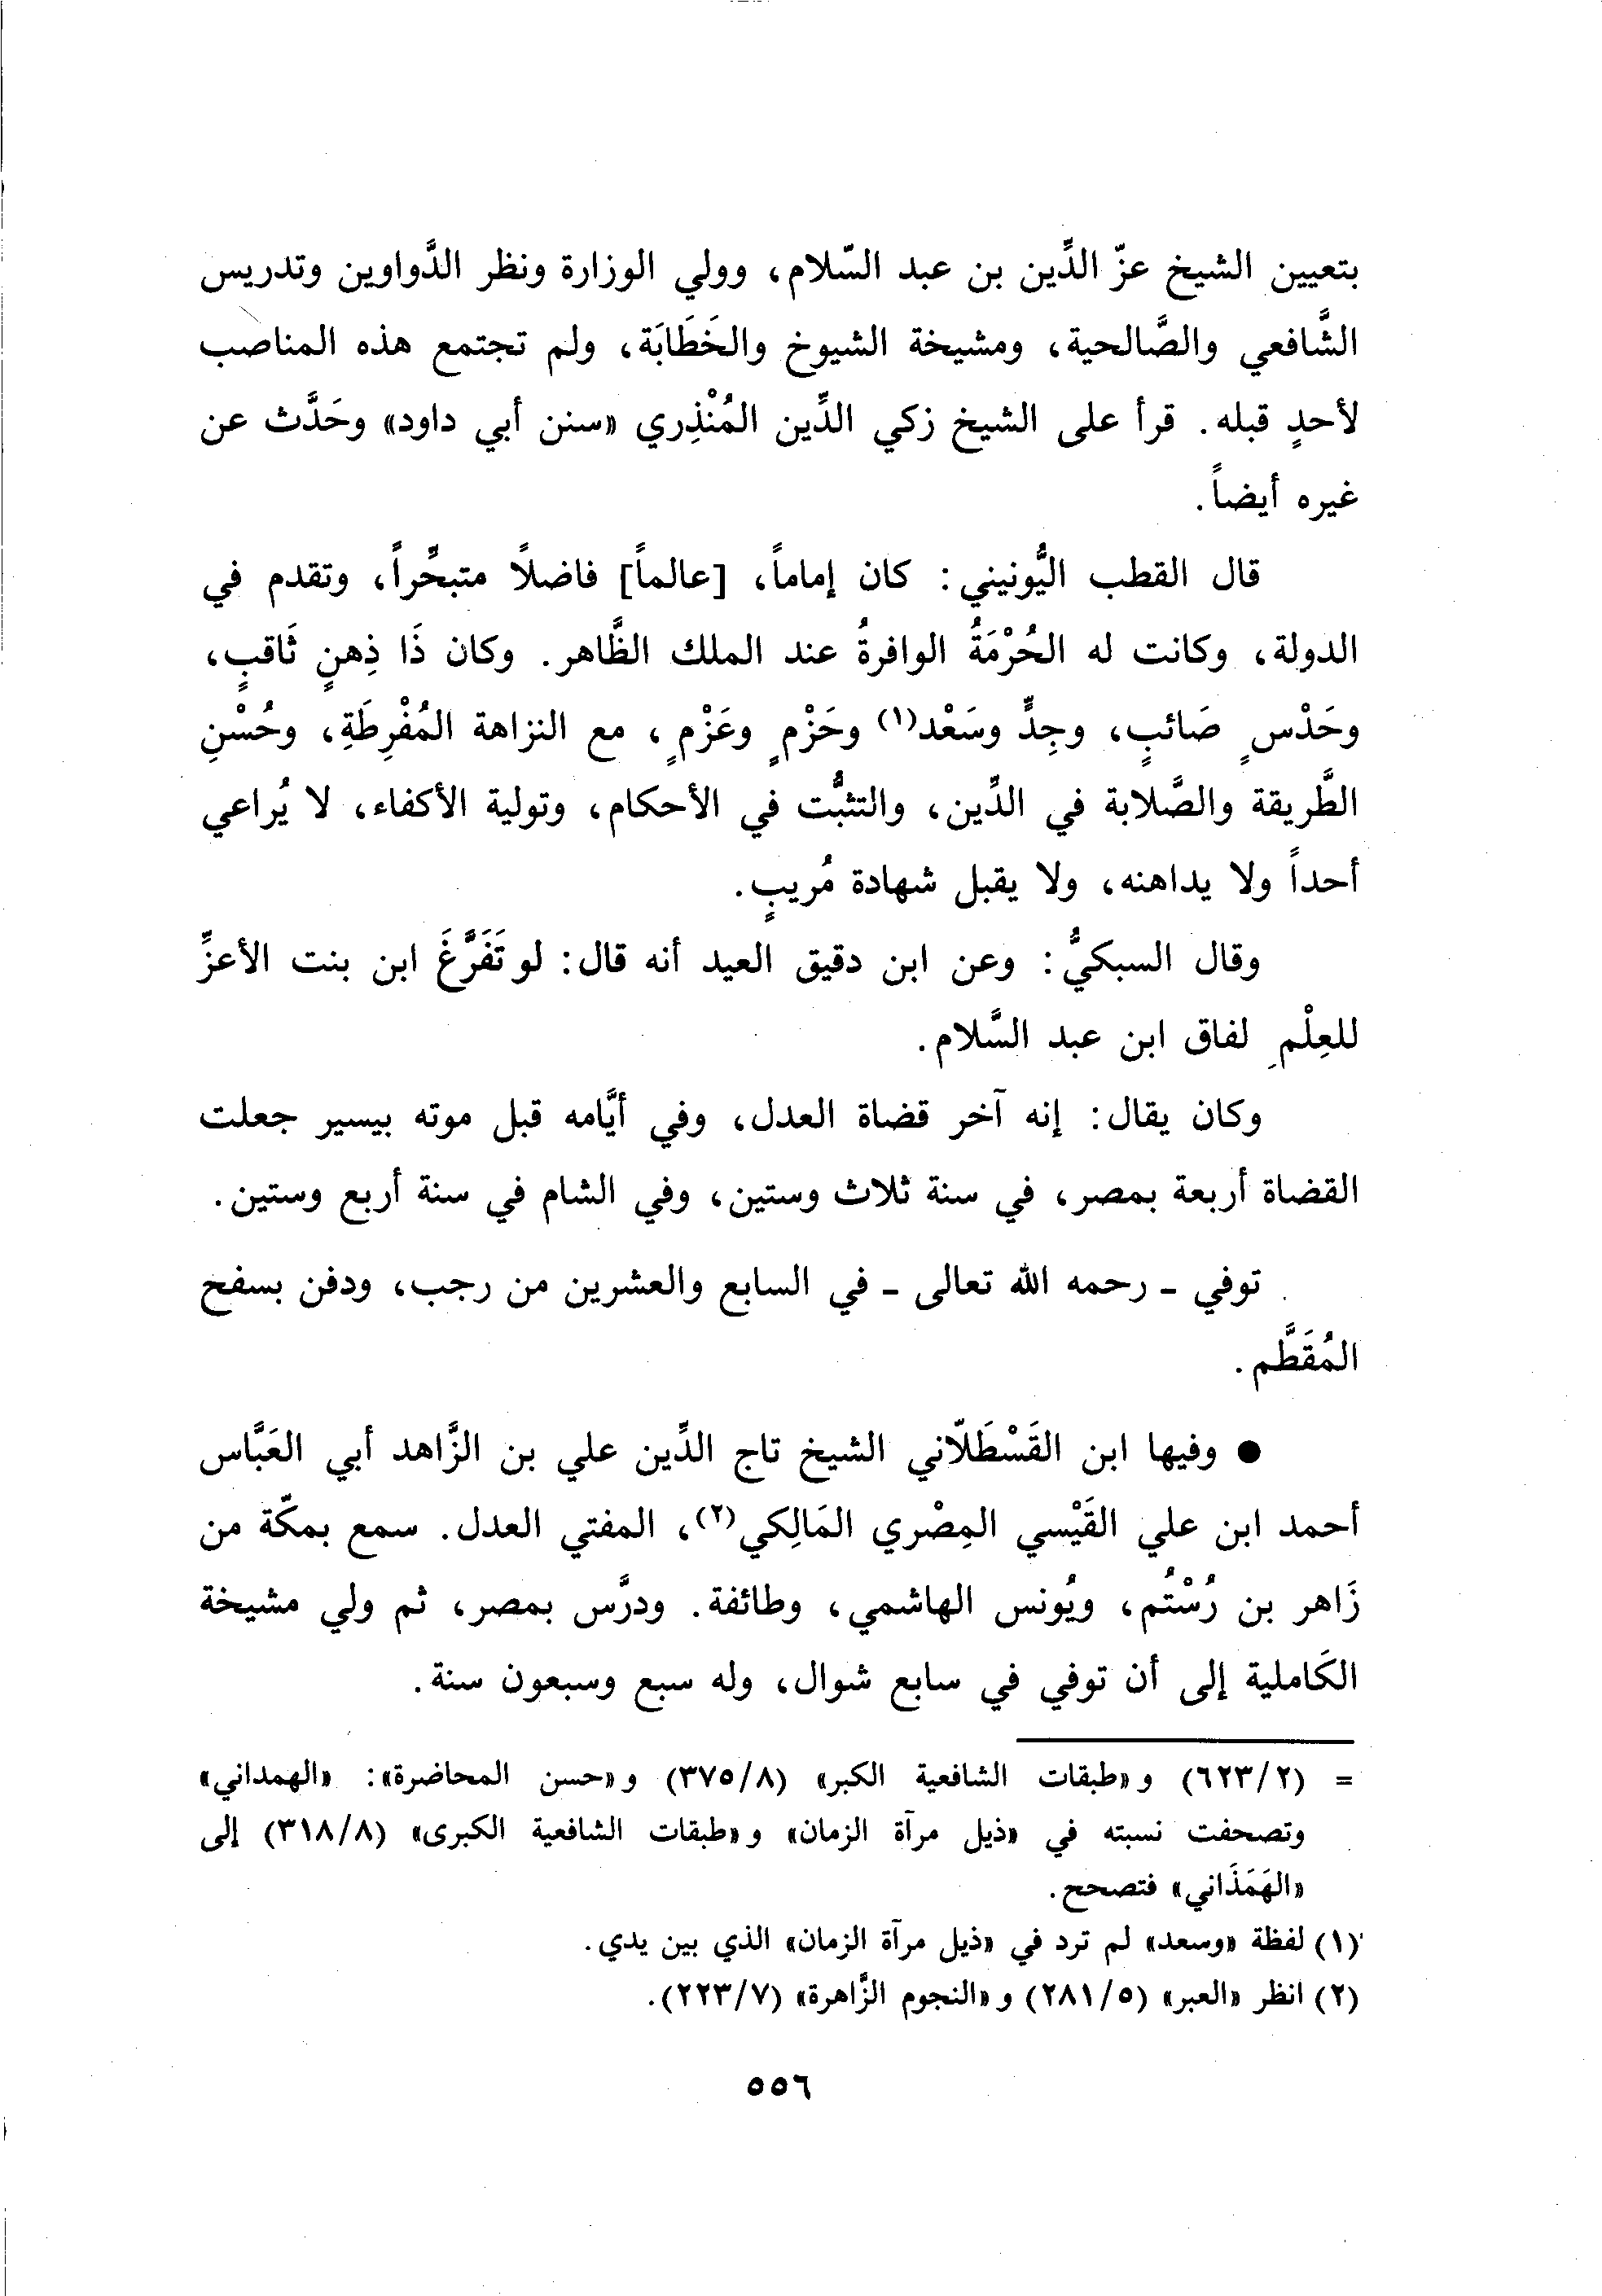 بتعيين الشيخ عزّ الدِّين بن عبد السّلام، وولي الوزارة ونظر الدَّواوين وتدريس
الشَّافعي والصَّالحية، ومشيخة الشيوخ والخَطَابَة، ولم تجتمع هذه المناصب
لأحدٍ قبله. قرأ على الشيخ زكي الدِّين المُنْذِري «سنن أبي داود» وحَدَّث عن
غيره أيضاً.
قال القطب اليُّونيني: كان إماماً، [عالماً] فاضلاً متبحِّراً، وتقدم في
الدولة، وكانت له الحُرْمَةُ الوافرةُ عند الملك الظَّاهر. وكان ذَا ذِهنٍ ثَاقبٍ،
وحَدْسٍ صَائبٍ، وجِدٍّ وسَعْد(١) وحَزْمٍ وعَزْمٍ، مع النزاهة المُفْرِطَةِ، وحُسْنِ
الطَّريقة والصَّلابة في الدِّين، والتثبُّت في الأحكام، وتولية الأكفاء، لا يُراعي
أحداً ولا يداهنه، ولا يقبل شهادة مُريبٍ.
وقال السبكيُّ: وعن ابن دقيق العيد أنه قال: لو تَفَرَّغَ ابن بنت الأعزِّ
للعِلْمِ لفاق ابن عبد السَّلام.
وكان يقال: إنه آخر قضاة العدل، وفي أيَّامه قبل موته بيسير جعلت
القضاة أربعة بمصر، في سنة ثلاث وستين، وفي الشام في سنة أربع وستين.
توفي - رحمه الله تعالى - في السابع والعشرين من رجب، ودفن بسفح
المُقَطَّم.
● وفيها ابن القَسْطَلّاني الشيخ تاج الدِّين علي بن الزَّاهد أبي العَبَّاس
أحمد ابن علي القَيْسي المِصْري المَالِكي(٢)، المفتي العدل. سمع بمكّة من
زَاهر بن رُسْتُم، ويُونس الهاشمي، وطائفة. ودرَّس بمصر، ثم ولي مشيخة
الكَاملية إلى أن توفي في سابع شوال، وله سبع وسبعون سنة.
= (٦٢٣/٢) و«طبقات الشافعية الكبر» (٣٧٥/٨) و«حسن المحاضرة»: «الهمداني»
وتصحفت نسبته في «ذيل مرآة الزمان» و«طبقات الشافعية الكبرى» (٣١٨/٨) إلى
«الهَمَذَاني» فتصحح.
(١) لفظة «وسعد» لم ترد في «ذيل مرآة الزمان» الذي بين يدي.
(٢) انظر «العبر» (٢٨١/٥) و«النجوم الزَّاهرة» (٢٢٣/٧).
٥٥٦